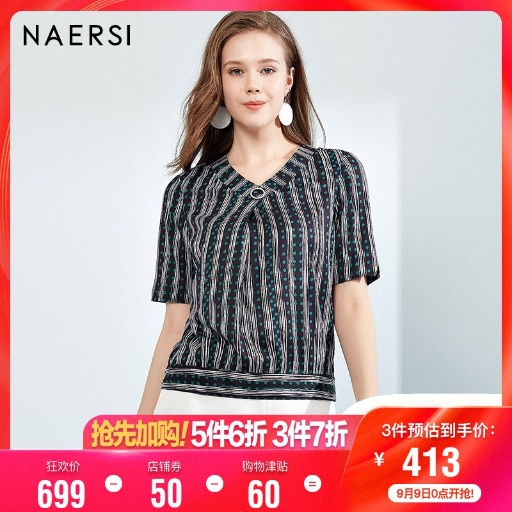 NAERSI
抢先加购! 5件6折 3件7折
3件预估到手价:
¥ 413
9月9日0点开抢!
狂欢价 店铺券 购物津贴
699 - 50 - 60 =